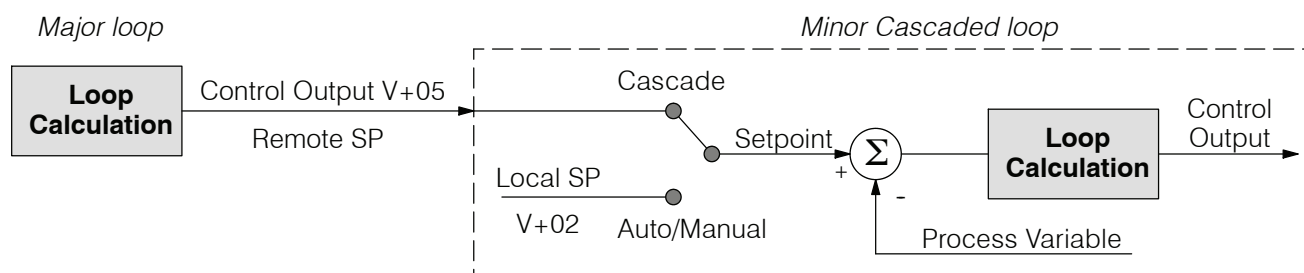 Major loop
Minor Cascaded loop
Loop
Calculation
Control Output V+05
Remote SP
Cascade
Local SP
V+02
Auto/Manual
Setpoint
+
Σ
-
Process Variable
Loop
Calculation
Control
Output